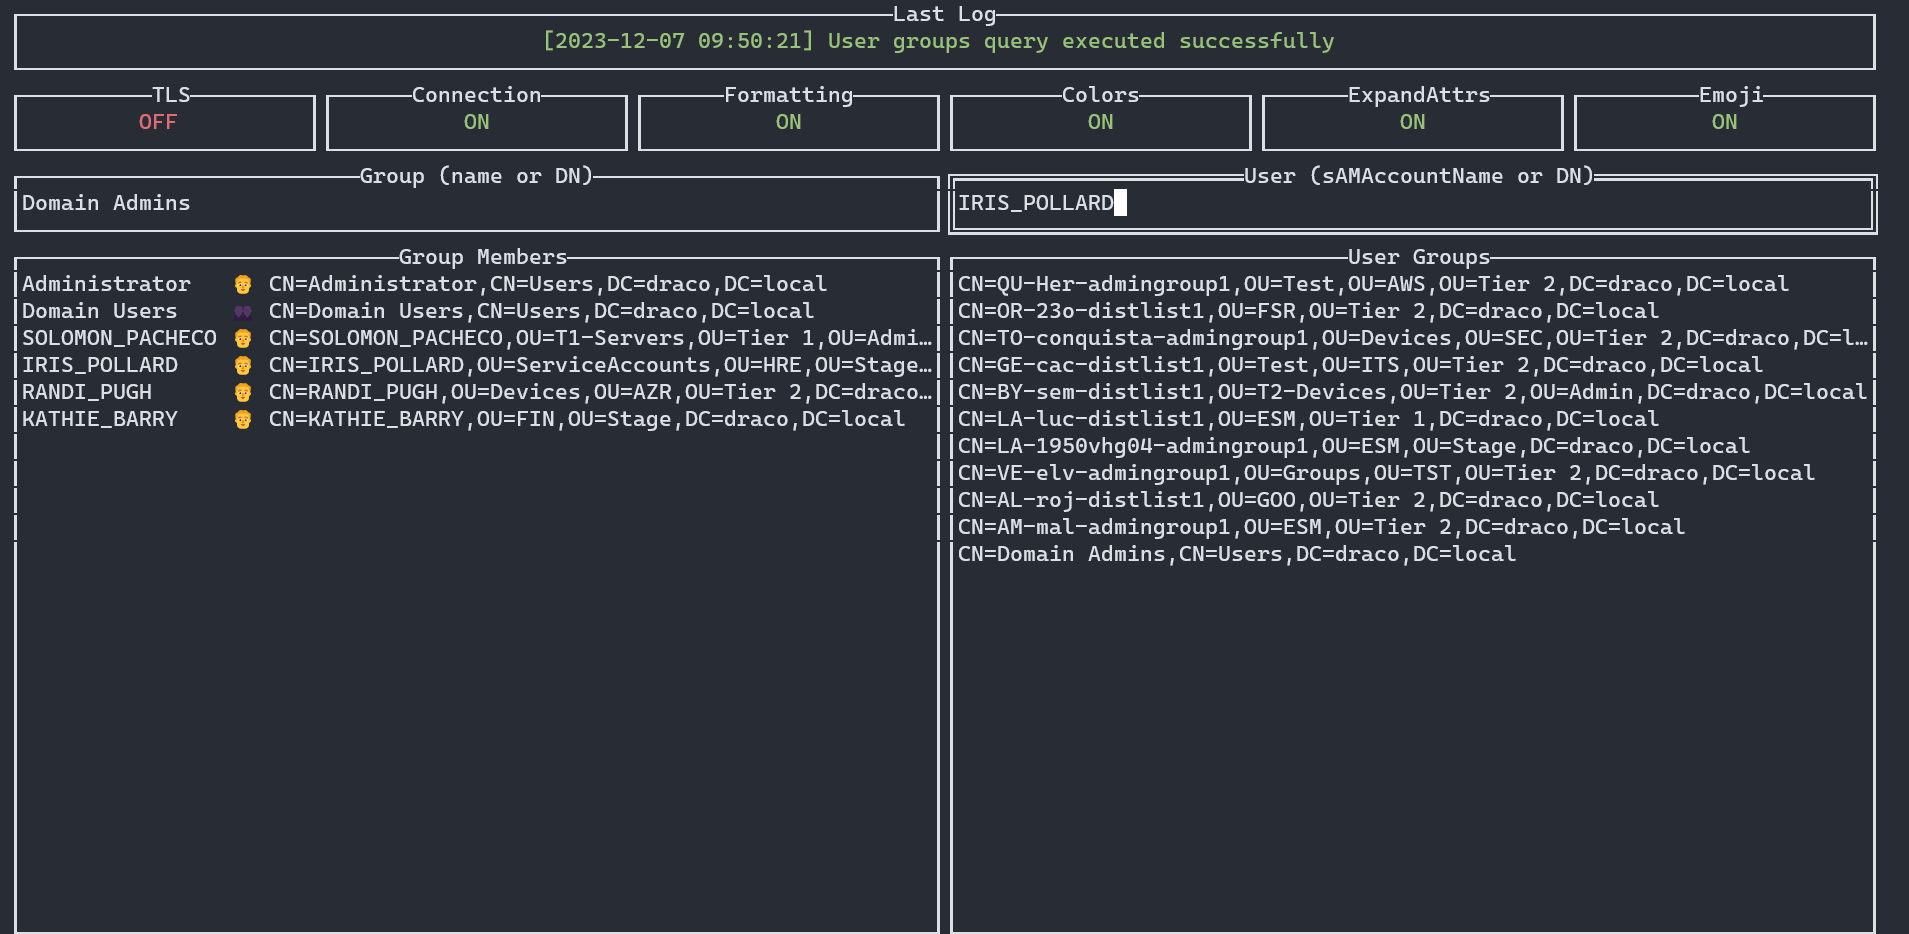 Last Log
[2023-12-07 09:50:21] User groups query executed successfully
TLS Connection Formatting Colors ExpandAttrs Emoji
OFF ON ON ON ON ON
Group (name or DN)
Domain Admins
User (sAMAccountName or DN)
IRIS_POLLARD
Group Members
Administrator CN=Administrator,CN=Users,DC=draco,DC=local
Domain Users CN=Domain Users,CN=Users,DC=draco,DC=local
SOLOMON_PACHECO CN=SOLOMON_PACHECO,OU=T1-Servers,OU=Tier 1,OU=Admi…
IRIS_POLLARD CN=IRIS_POLLARD,OU=ServiceAccounts,OU=HRE,OU=Stage…
RANDI_PUGH CN=RANDI_PUGH,OU=Devices,OU=AZR,OU=Tier 2,DC=draco…
KATHIE_BARRY CN=KATHIE_BARRY,OU=FIN,OU=Stage,DC=draco,DC=local
User Groups
CN=QU-Her-admingroup1,OU=Test,OU=AWS,OU=Tier 2,DC=draco,DC=local
CN=OR-23o-distlist1,OU=FSR,OU=Tier 2,DC=draco,DC=local
CN=TO-conquista-admingroup1,OU=Devices,OU=SEC,OU=Tier 2,DC=draco,DC=l…
CN=GE-cac-distlist1,OU=Test,OU=ITS,OU=Tier 2,DC=draco,DC=local
CN=BY-sem-distlist1,OU=T2-Devices,OU=Tier 2,OU=Admin,DC=draco,DC=local
CN=LA-luc-distlist1,OU=ESM,OU=Tier 1,DC=draco,DC=local
CN=LA-1950vhg04-admingroup1,OU=ESM,OU=Stage,DC=draco,DC=local
CN=VE-elv-admingroup1,OU=Groups,OU=TST,OU=Tier 2,DC=draco,DC=local
CN=AL-roj-distlist1,OU=GOO,OU=Tier 2,DC=draco,DC=local
CN=AM-mal-admingroup1,OU=ESM,OU=Tier 2,DC=draco,DC=local
CN=Domain Admins,CN=Users,DC=draco,DC=local